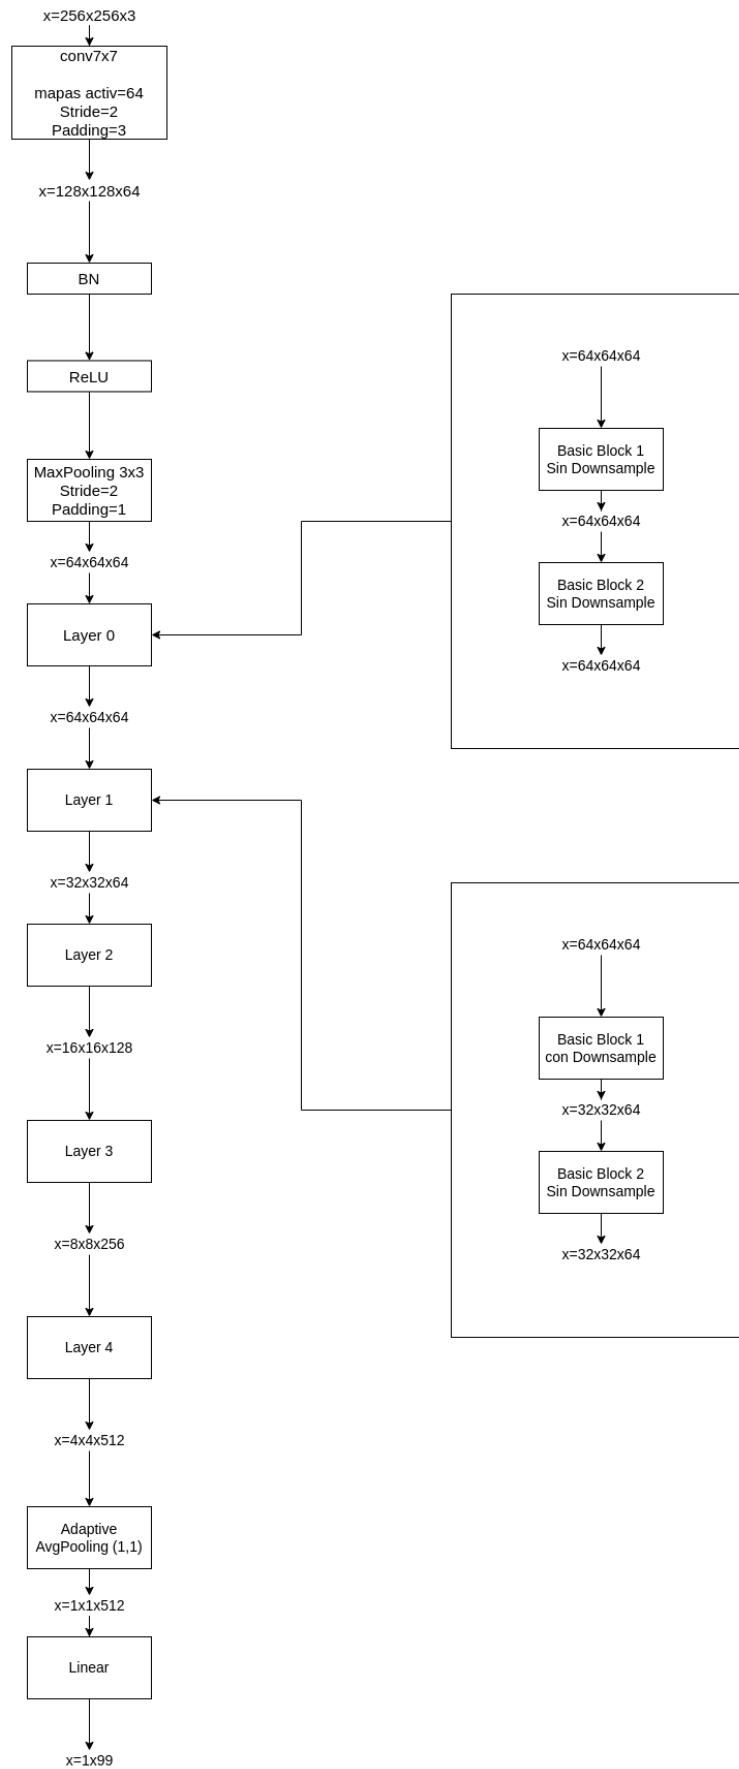 x=256x256x3
conv7x7
mapas activ=64
Stride=2
Padding=3
x=128x128x64
BN
ReLU
MaxPooling 3x3
Stride=2
Padding=1
x=64x64x64
Layer 0
x=64x64x64
Layer 1
x=32x32x64
Layer 2
x=16x16x128
Layer 3
x=8x8x256
Layer 4
x=4x4x512
Adaptive
AvgPooling (1,1)
x=1x1x512
Linear
x=1x99
x=64x64x64
Basic Block 1
Sin Downsample
x=64x64x64
Basic Block 2
Sin Downsample
x=64x64x64
x=64x64x64
Basic Block 1
con Downsample
x=32x32x64
Basic Block 2
Sin Downsample
x=32x32x64